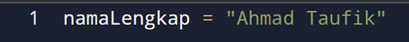 1 namaLengkap = "Ahmad Taufik"